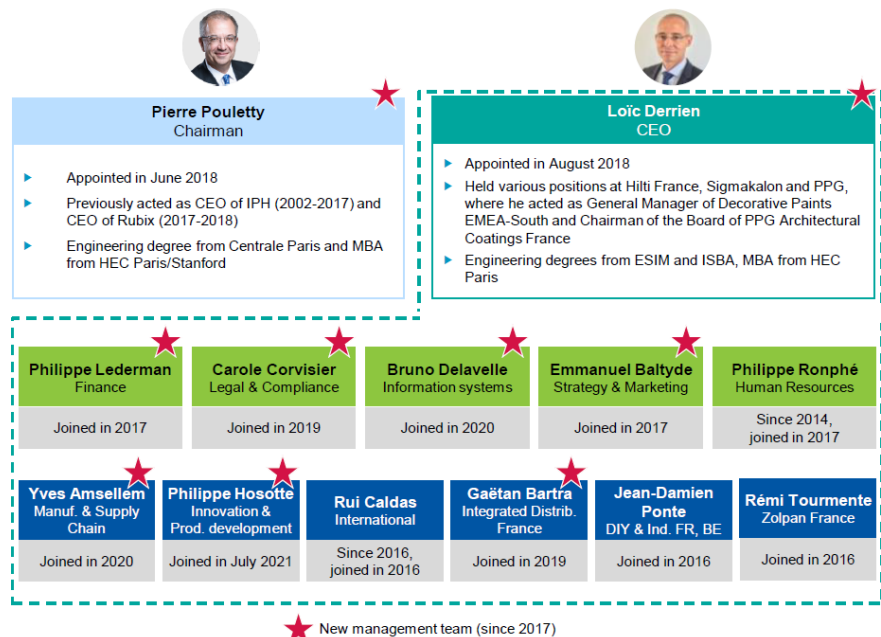 Pierre Pouletty
Chairman
Appointed in June 2018
Previously acted as CEO of IPH (2002-2017) and
CEO of Rubix (2017-2018)
Engineering degree from Centrale Paris and MBA
from HEC Paris/Stanford
Loïc Derrien
CEO
Appointed in August 2018
Held various positions at Hilti France, Sigmakalon and PPG,
where he acted as General Manager of Decorative Paints
EMEA-South and Chairman of the Board of PPG Architectural
Coatings France
Engineering degrees from ESIM and ISBA, MBA from HEC
Paris
Philippe Lederman
Finance
Joined in 2017
Carole Corvisier
Legal & Compliance
Joined in 2019
Bruno Delavelle
Information systems
Joined in 2020
Emmanuel Baltyde
Strategy & Marketing
Joined in 2017
Philippe Ronphé
Human Resources
Since 2014,
joined in 2017
Yves Amsellem
Manuf. & Supply
Chain
Joined in 2020
Philippe Hosotte
Innovation &
Prod. development
Joined in July 2021
Rui Caldas
International
Since 2016,
joined in 2016
Gaëtan Bartra
Integrated Distrib.
France
Joined in 2019
Jean-Damien
Ponte
DIY & Ind. FR, BE
Joined in 2016
Rémi Tourmente
Zolpan France
Joined in 2016
New management team (since 2017)